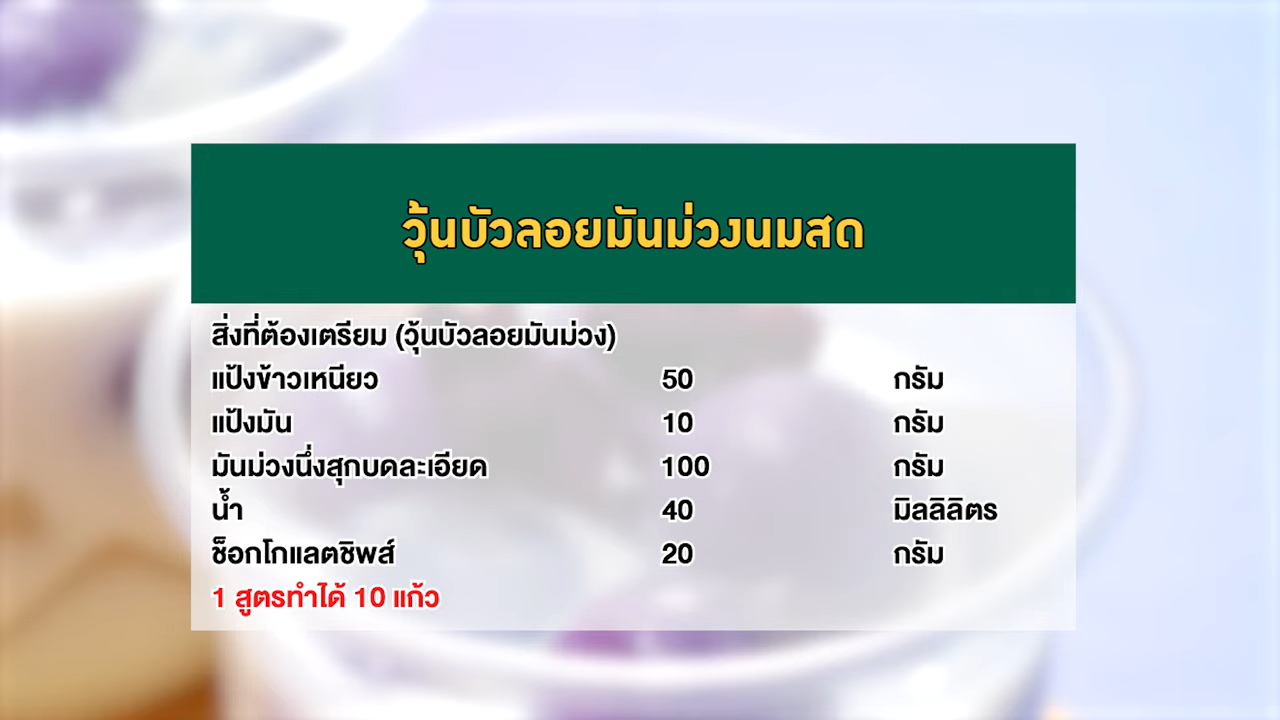 วุ้นบัวลอยมันม่วงนมสด
สิ่งที่ต้องเตรียม (วุ้นบัวลอยมันม่วง)
แป้งข้าวเหนียว 50 กรัม
แป้งมัน 10 กรัม
มันม่วงนึ่งสุกบดละเอียด 100 กรัม
น้ำ 40 มิลลิลิตร
ช็อกโกแลตชิพส์ 20 กรัม
1 สูตรทำได้ 10 แก้ว